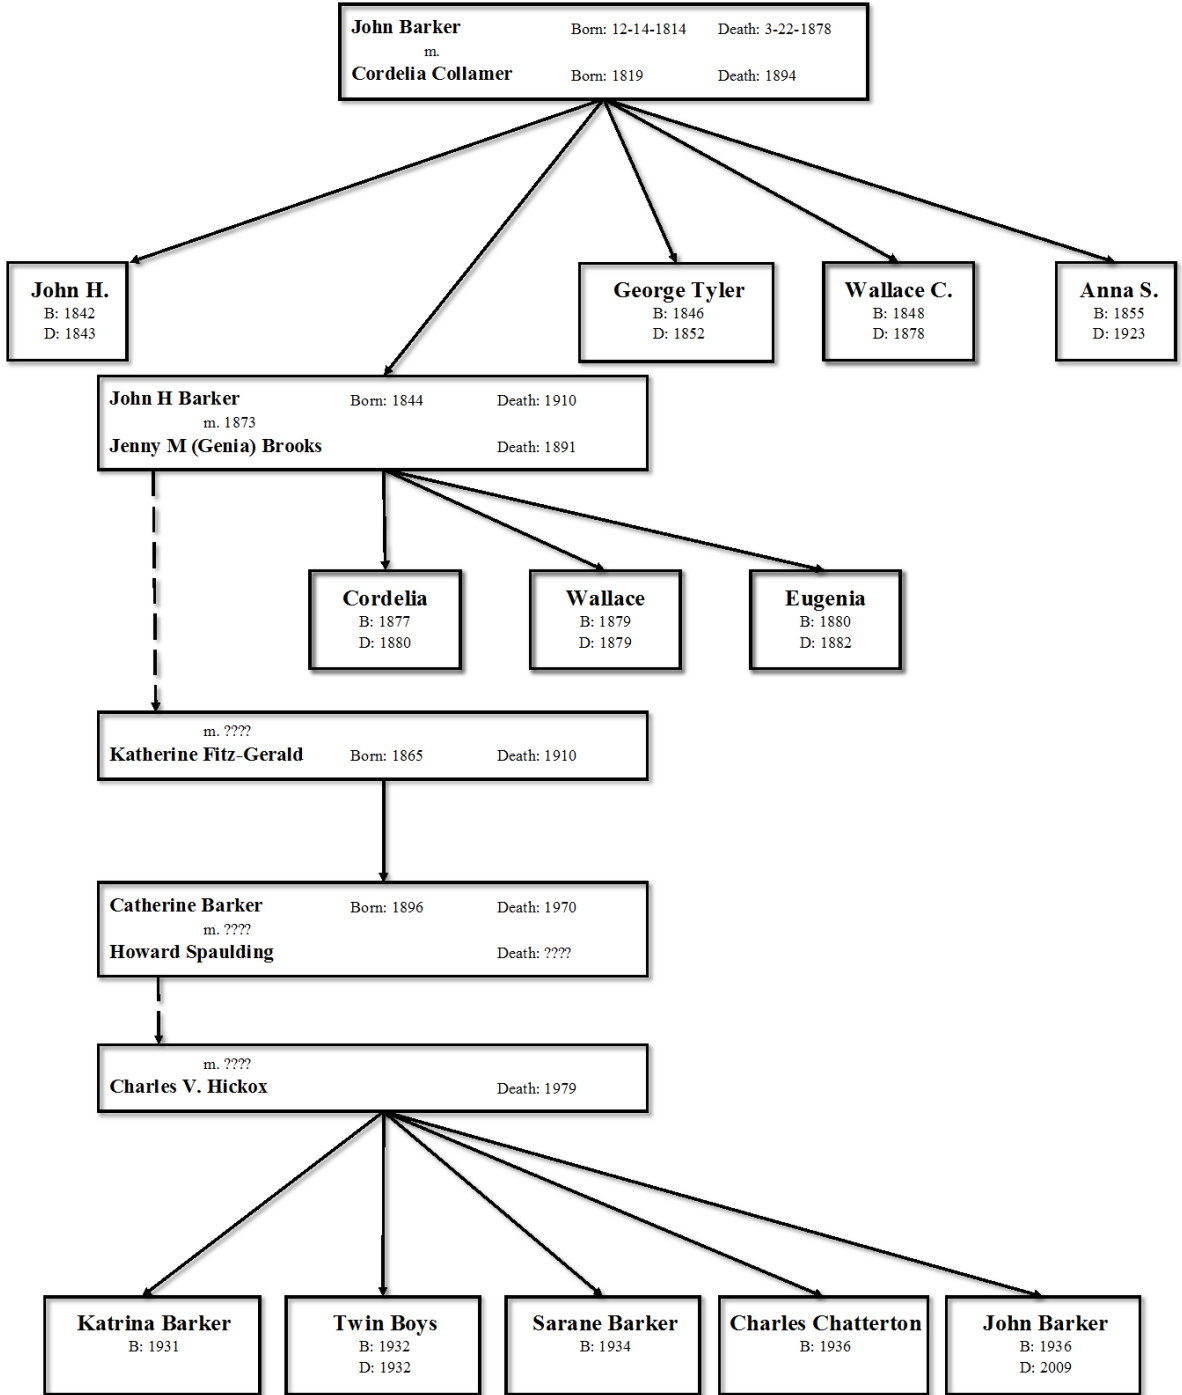 John Barker Born: 12-14-1814 Death: 3-22-1878
m.
Cordelia Collamer Born: 1819 Death: 1894
John H.
B: 1842
D: 1843
George Tyler
B: 1846
D: 1852
Wallace C.
B: 1848
D: 1878
Anna S.
B: 1855
D: 1923
John H Barker Born: 1844 Death: 1910
m. 1873
Jenny M (Genia) Brooks Death: 1891
Cordelia
B: 1877
D: 1880
Wallace
B: 1879
D: 1879
Eugenia
B: 1880
D: 1882
m. ????
Katherine Fitz-Gerald Born: 1865 Death: 1910
Catherine Barker Born: 1896 Death: 1970
m. ????
Howard Spaulding Death: ????
m. ????
Charles V. Hickox Death: 1979
Katrina Barker
B: 1931
Twin Boys
B: 1932
D: 1932
Sarane Barker
B: 1934
Charles Chatterton
B: 1936
John Barker
B: 1936
D: 2009